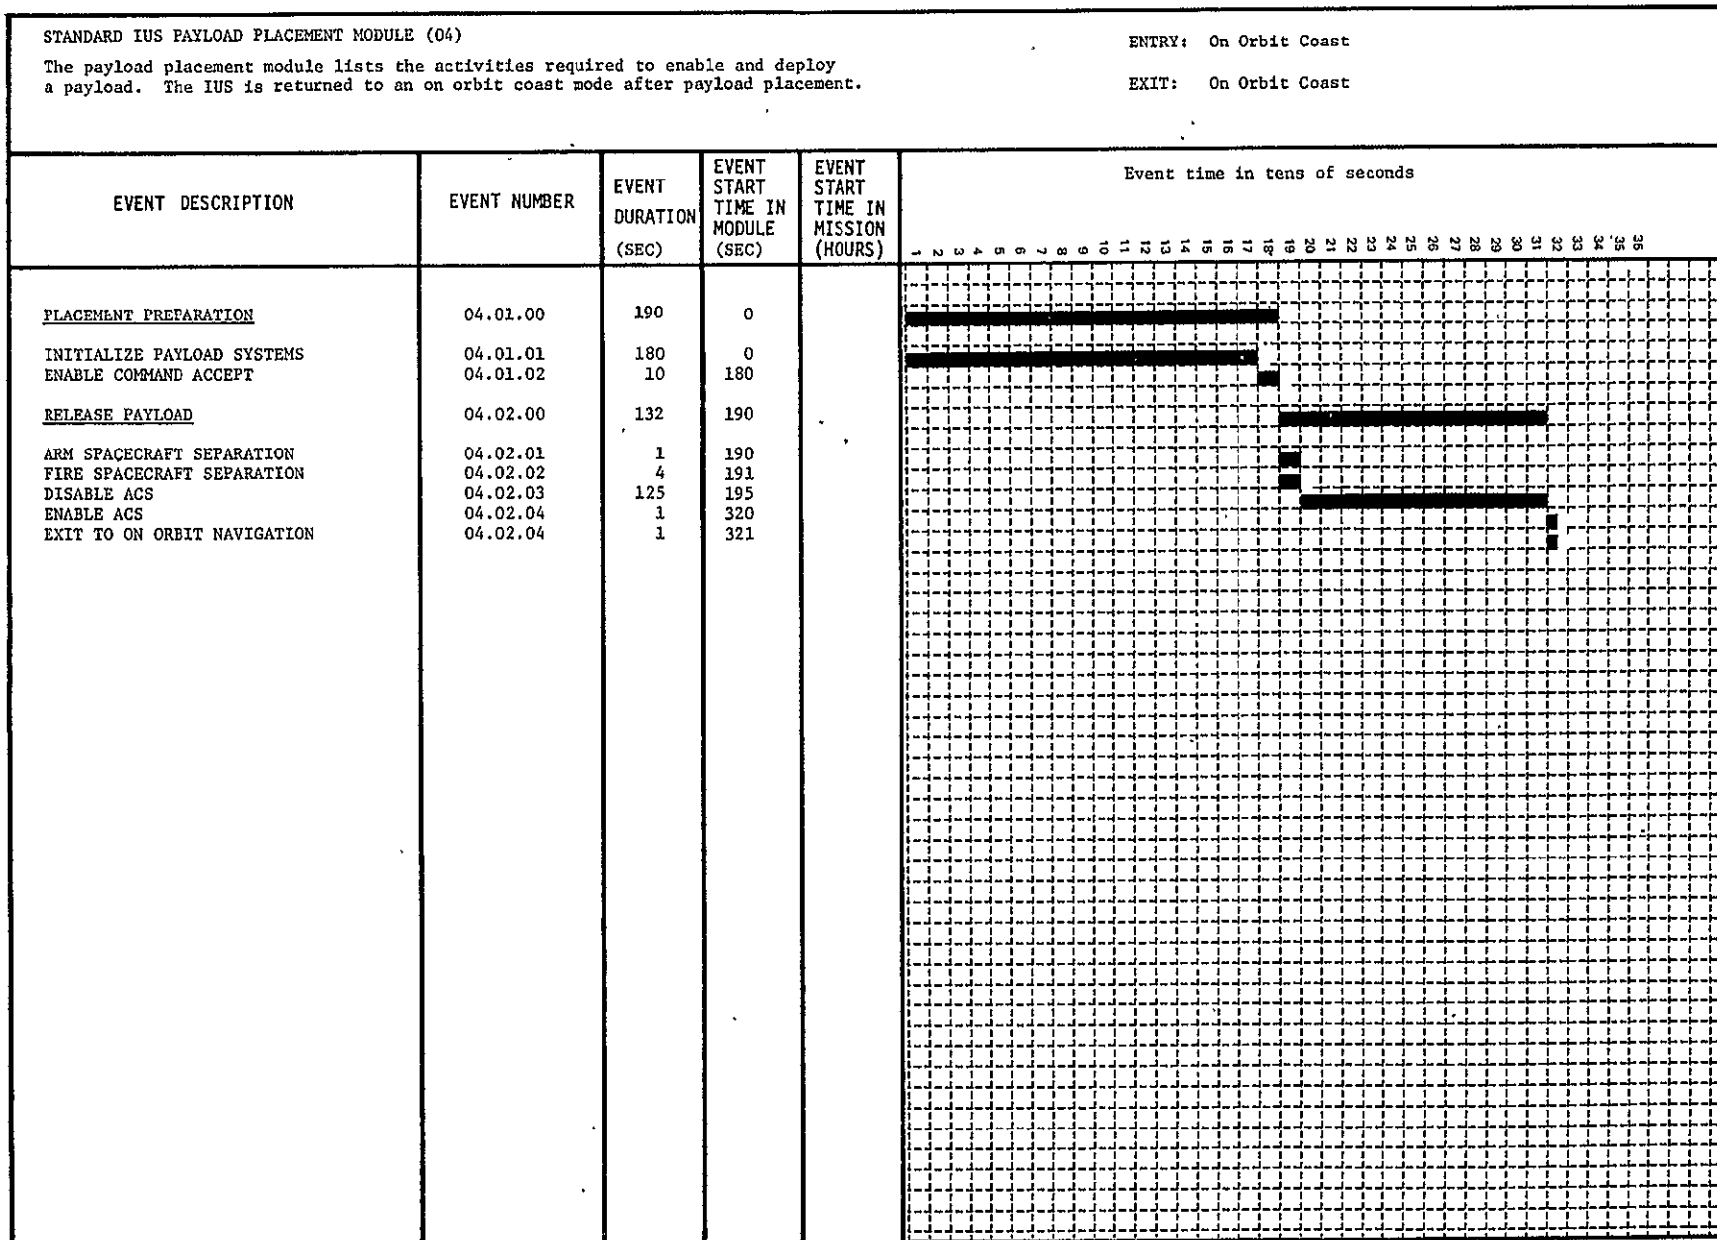 STANDARD IUS PAYLOAD PLACEMENT MODULE (04)
The payload placement module lists the activities required to enable and deploy
a payload. The IUS is returned to an on orbit coast mode after payload placement.
ENTRY: On Orbit Coast
EXIT: On Orbit Coast
EVENT DESCRIPTION
EVENT NUMBER
EVENT
DURATION
(SEC)
EVENT
START
TIME IN
MODULE
(SEC)
EVENT
START
TIME IN
MISSION
(HOURS)
Event time in tens of seconds
1 2 3 4 5 6 7 8 9 10 11 12 13 14 15 16 17 18 19 20 21 22 23 24 25 26 27 28 29 30 31 32 33 34 35 36
PLACEMENT PREPARATION 04.01.00 190 0
INITIALIZE PAYLOAD SYSTEMS 04.01.01 180 0
ENABLE COMMAND ACCEPT 04.01.02 10 180
RELEASE PAYLOAD 04.02.00 132 190
ARM SPACECRAFT SEPARATION 04.02.01 1 190
FIRE SPACECRAFT SEPARATION 04.02.02 4 191
DISABLE ACS 04.02.03 125 195
ENABLE ACS 04.02.04 1 320
EXIT TO ON ORBIT NAVIGATION 04.02.04 1 321